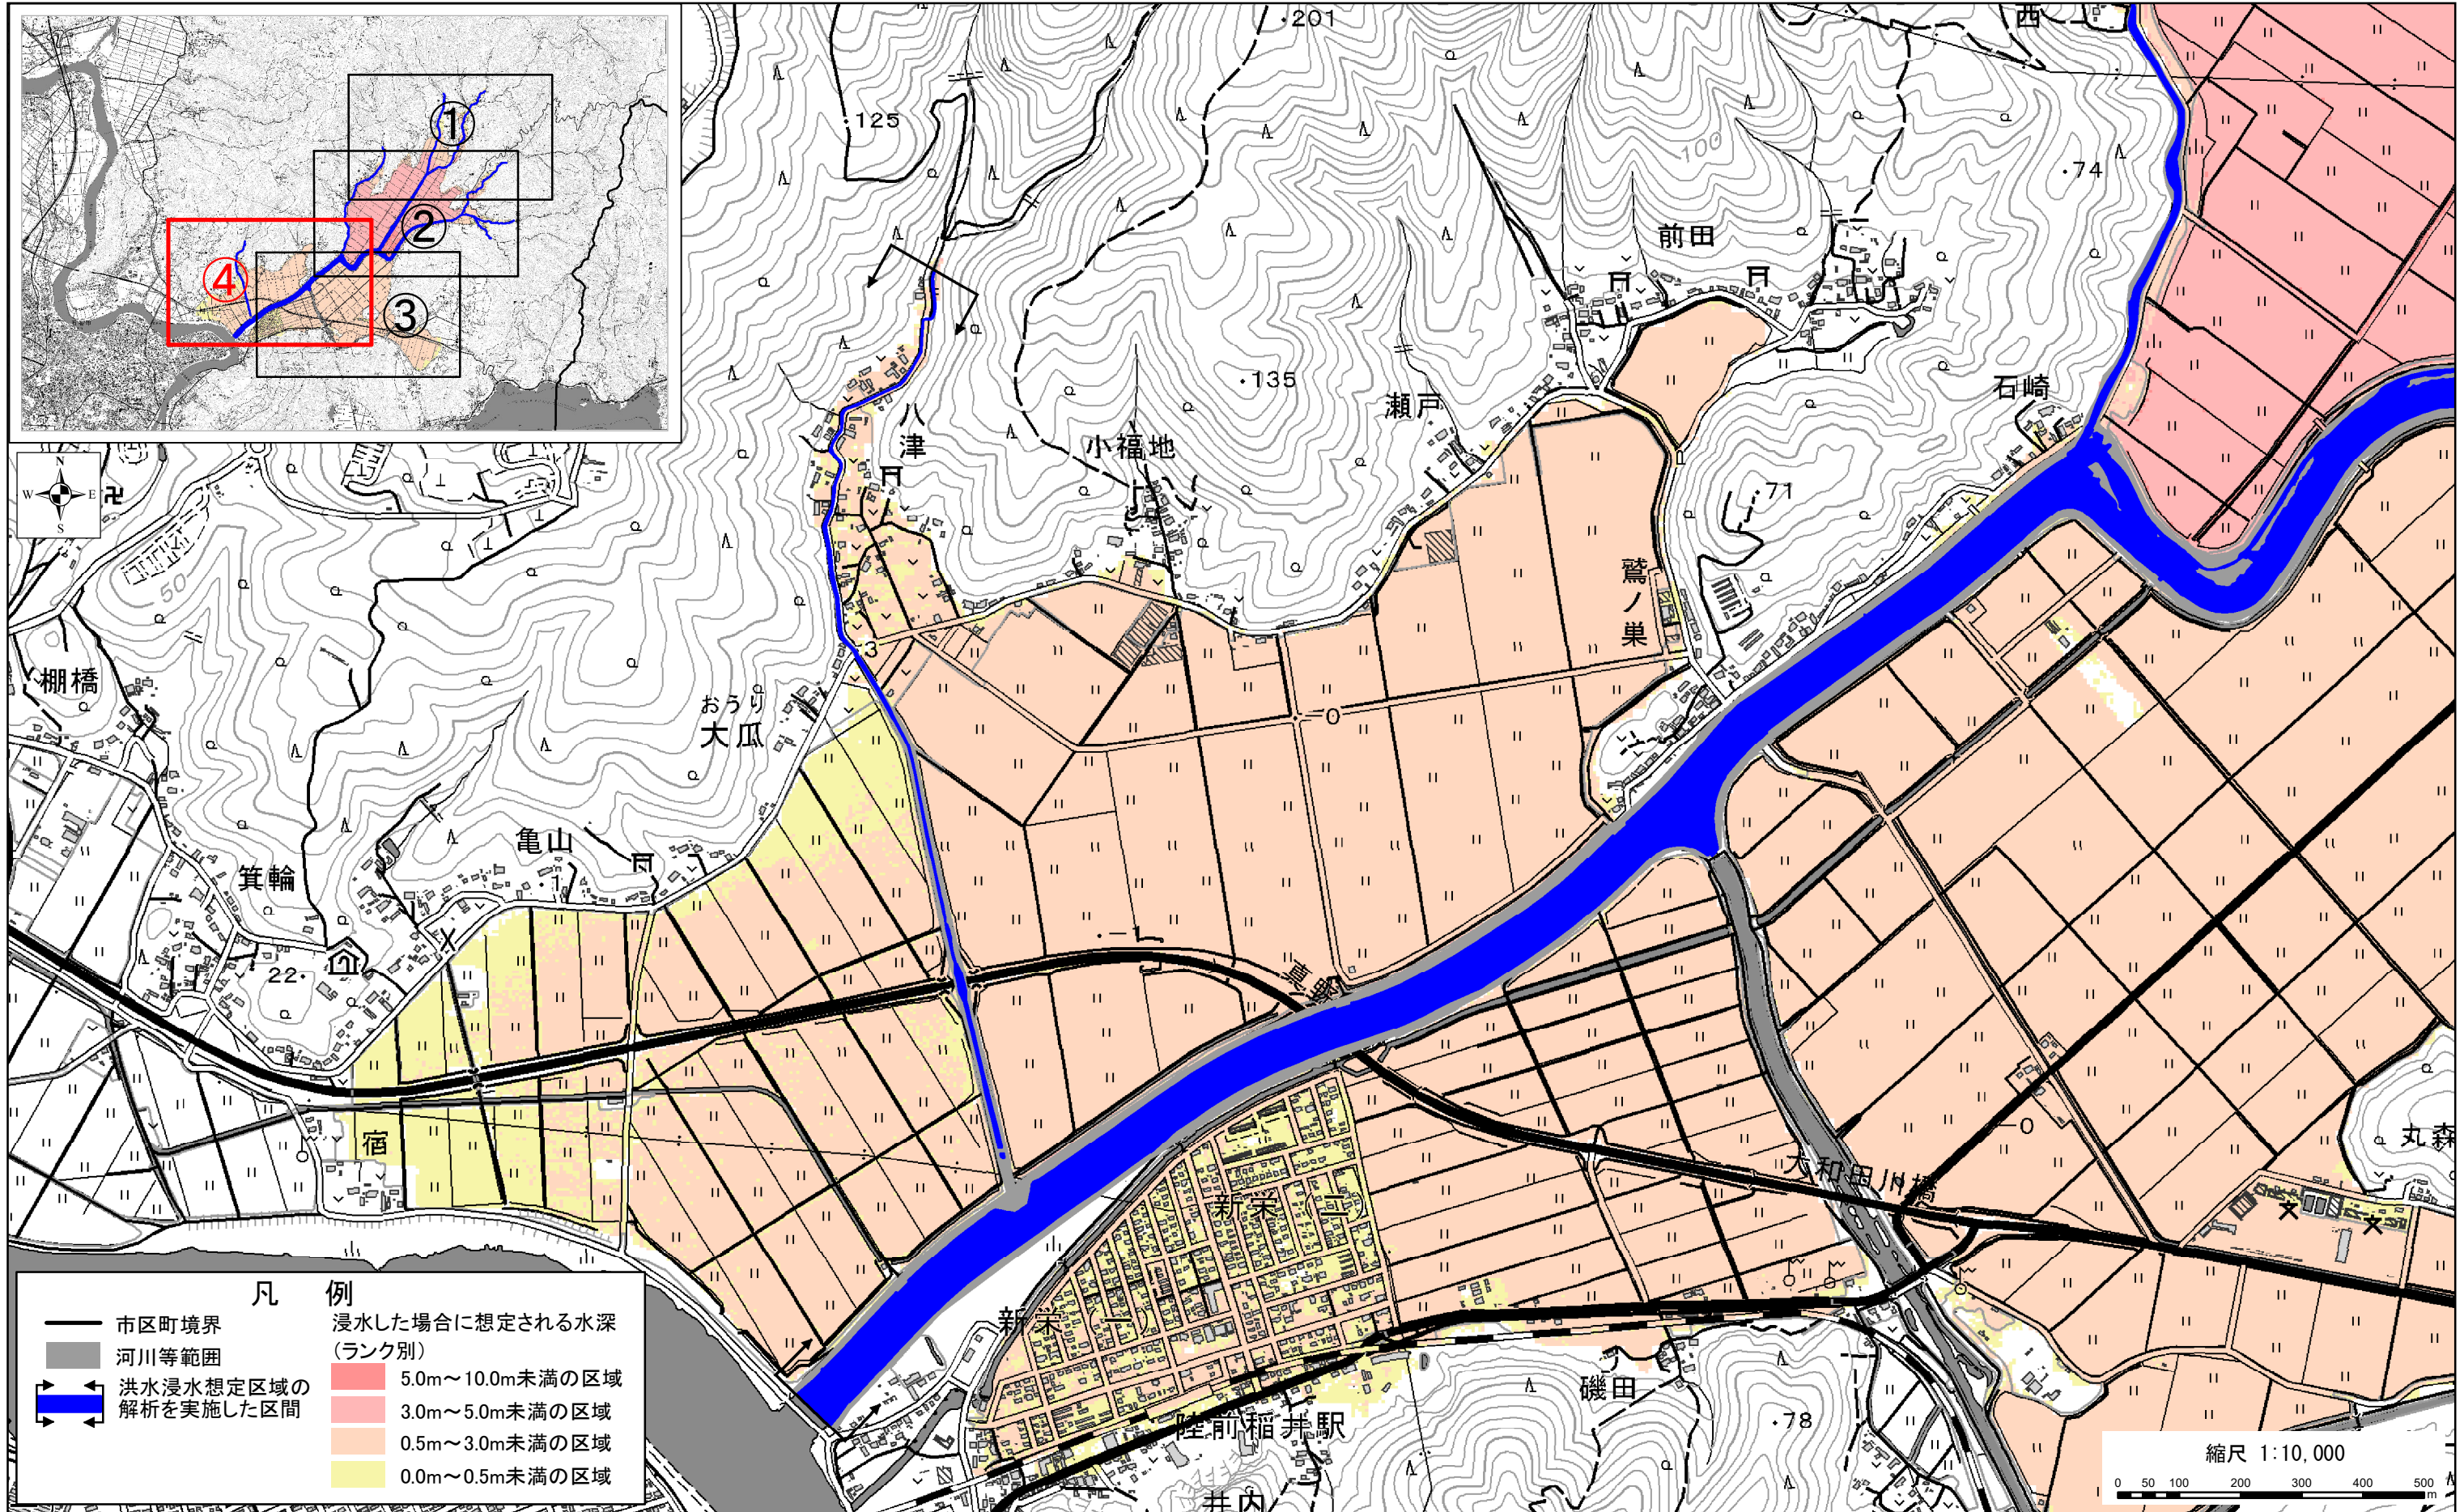 ①
②
③
④
N
W E
S
卍
・201
西
・125
100
・74
前田
・135
八津
小福地
瀬戸
石崎
・71
50
鷲ノ巣
・3
棚橋
おうり
大瓜
・－0
亀山
・1
箕輪
22・
・－1
真野
宿
－0
丸森
大和田川橋
新栄(二)
新栄(一)
磯田
・78
陸前稲井駅
井内
凡 例
市区町境界
河川等範囲
洪水浸水想定区域の
解析を実施した区間
浸水した場合に想定される水深
(ランク別)
5.0m～10.0m未満の区域
3.0m～5.0m未満の区域
0.5m～3.0m未満の区域
0.0m～0.5m未満の区域
縮尺 1:10,000
0 50 100 200 300 400 500
m